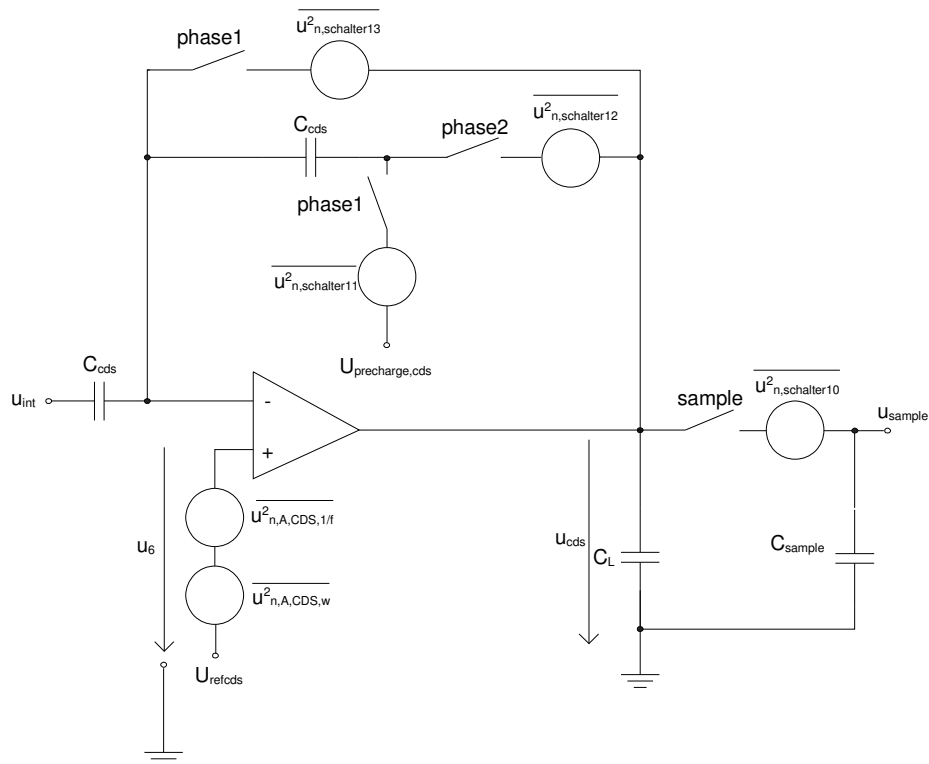 u²n,schalter13
phase1
Ccds
phase2
u²n,schalter12
phase1
u²n,schalter11
Uprecharge,cds
Ccds
uint
-
+
sample
u²n,schalter10
usample
u²n,A,CDS,1/f
u6
u²n,A,CDS,w
Urefcds
ucds
CL
Csample